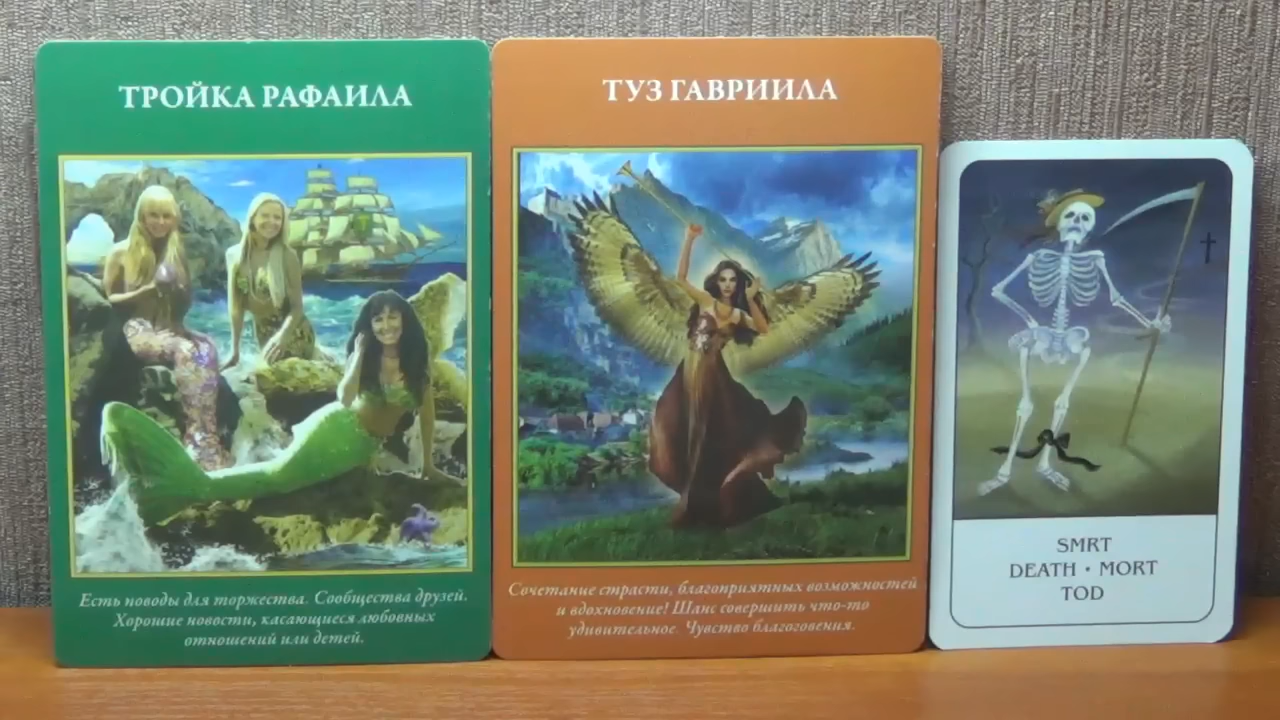 ТРОЙКА РАФАИЛА
Есть поводы для торжества. Сообщества друзей.
Хорошие новости, касающиеся любовных
отношений или детей.
ТУЗ ГАВРИИЛА
Сочетание страсти, благоприятных возможностей
и вдохновение! Шанс совершить что-то
удивительное. Чувство благоговения.
SMRT
DEATH • MORT
TOD